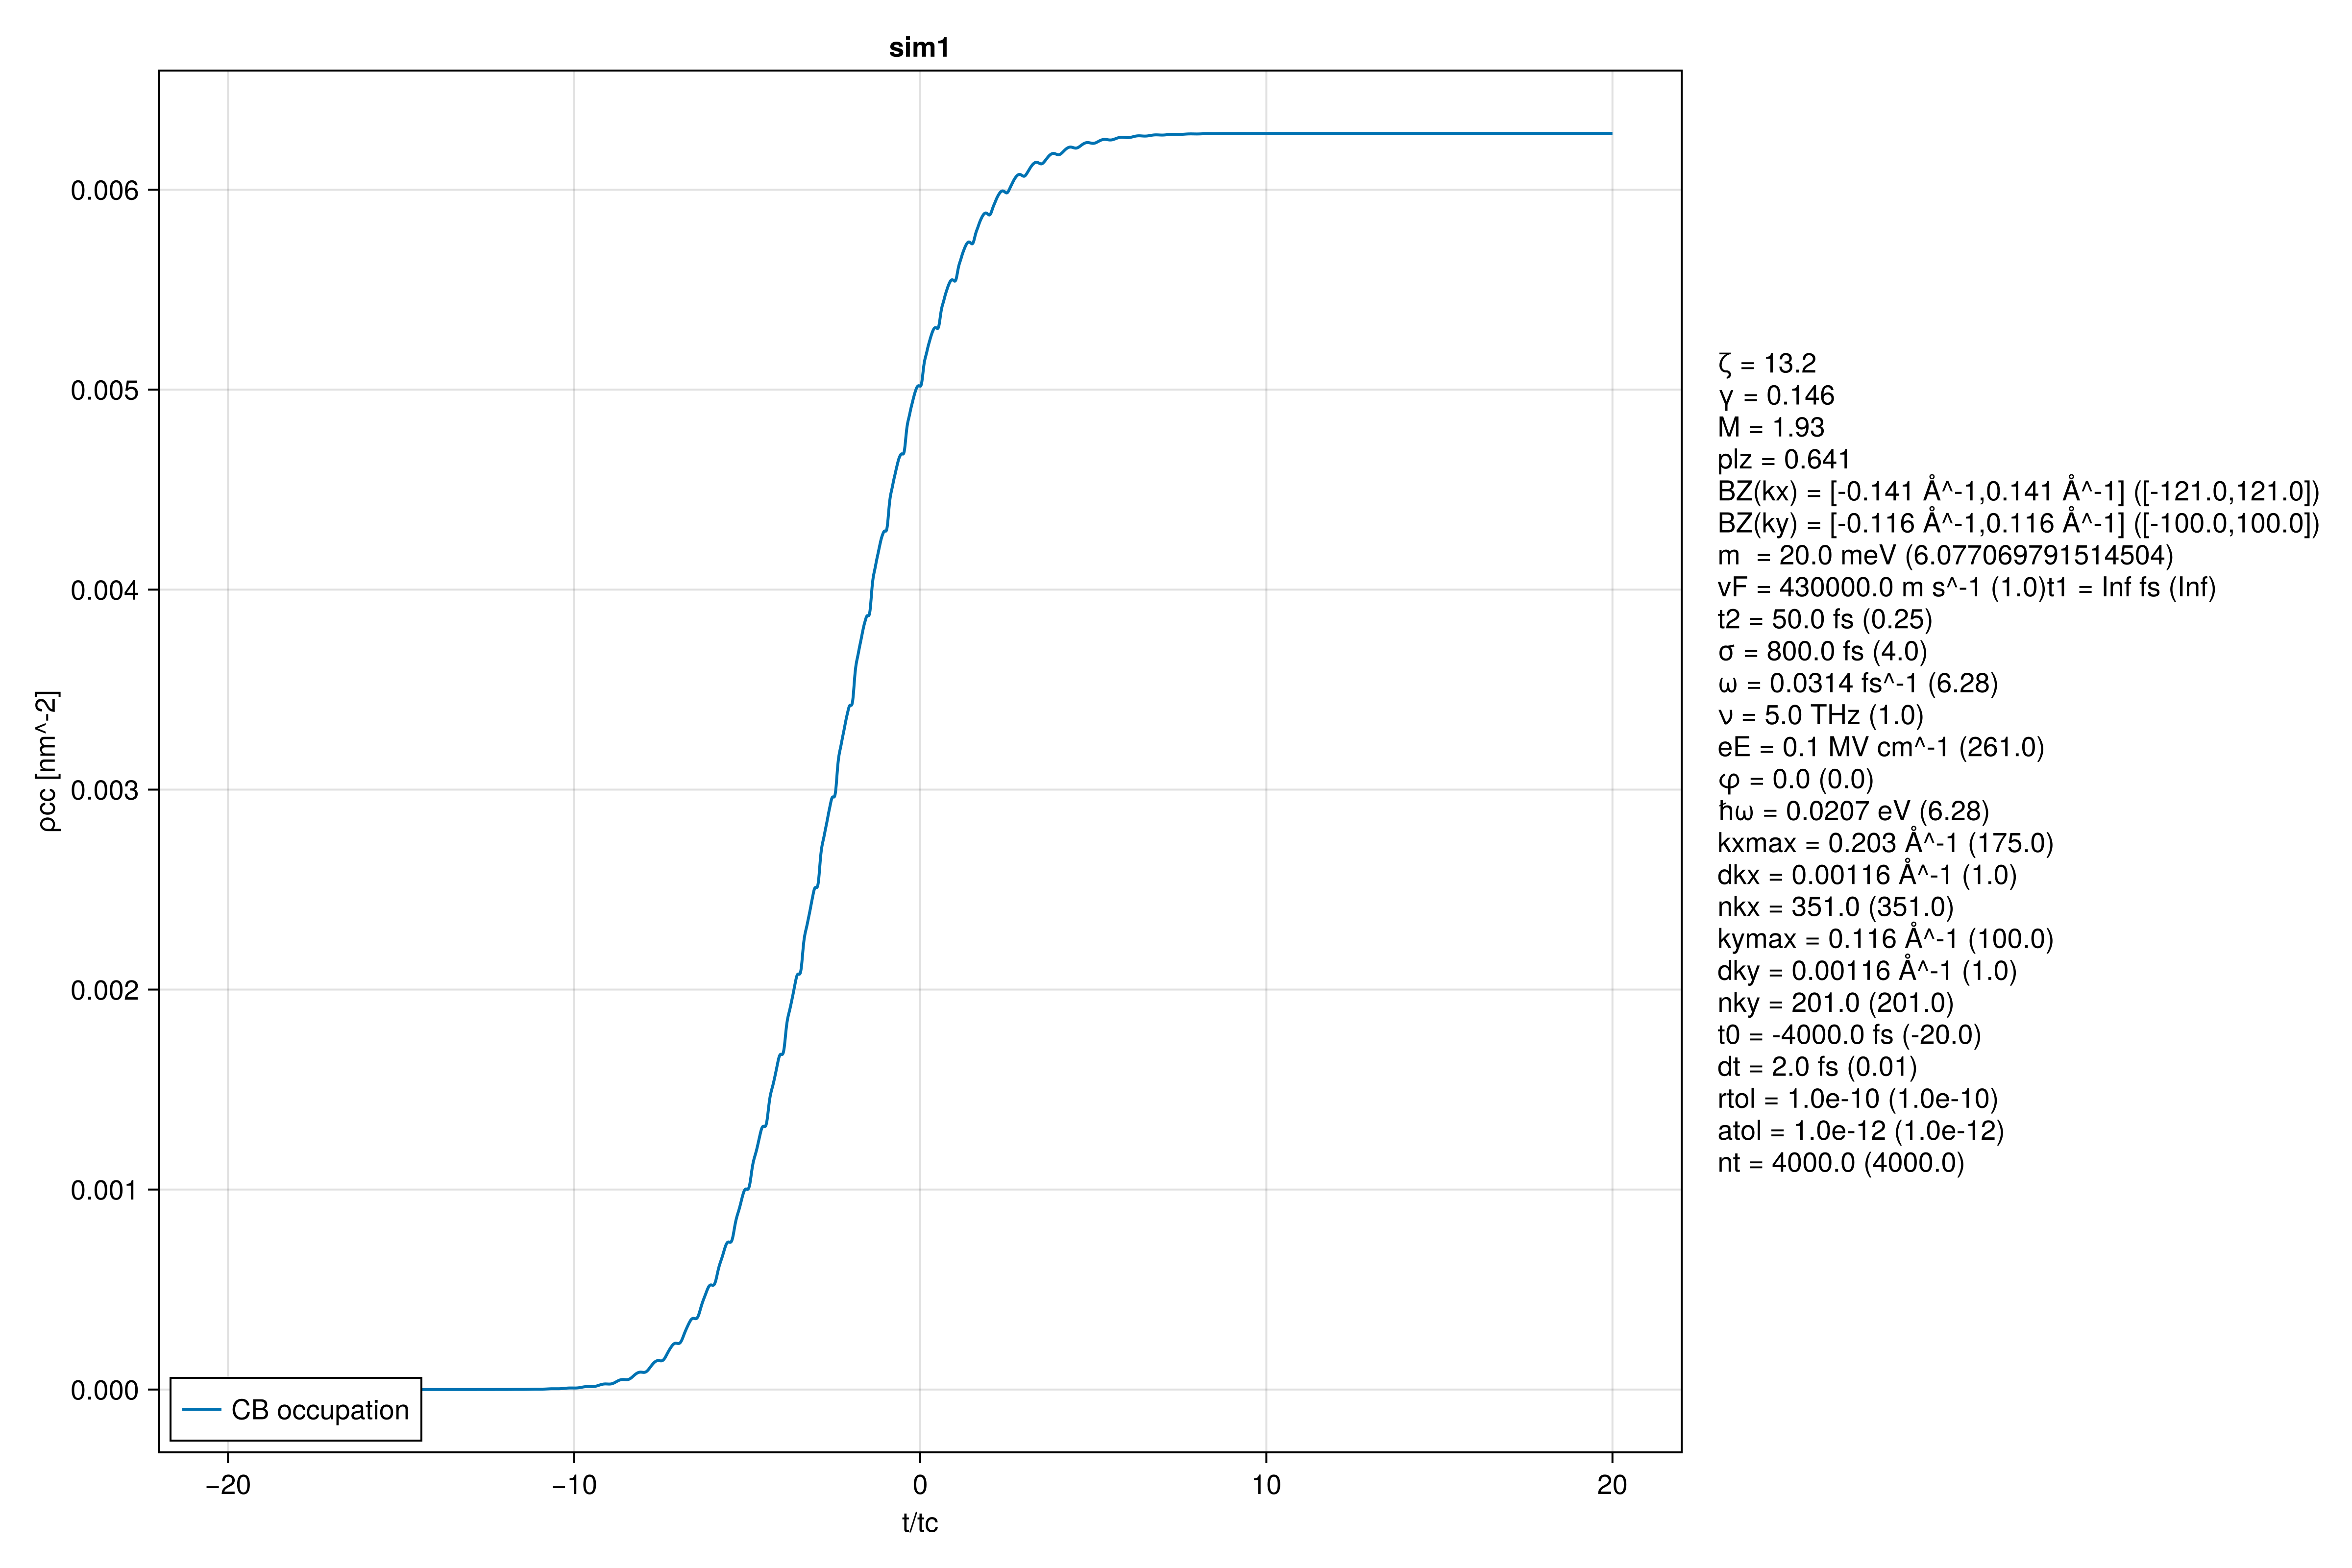 sim1
0.006
0.005
0.004
0.003
0.002
0.001
0.000
ρcc [nm^-2]
CB occupation
−20
−10
0
10
20
t/tc
ζ = 13.2
γ = 0.146
M = 1.93
plz = 0.641
BZ(kx) = [-0.141 Å^-1,0.141 Å^-1] ([-121.0,121.0])
BZ(ky) = [-0.116 Å^-1,0.116 Å^-1] ([-100.0,100.0])
m  = 20.0 meV (6.077069791514504)
vF = 430000.0 m s^-1 (1.0)t1 = Inf fs (Inf)
t2 = 50.0 fs (0.25)
σ = 800.0 fs (4.0)
ω = 0.0314 fs^-1 (6.28)
ν = 5.0 THz (1.0)
eE = 0.1 MV cm^-1 (261.0)
φ = 0.0 (0.0)
ħω = 0.0207 eV (6.28)
kxmax = 0.203 Å^-1 (175.0)
dkx = 0.00116 Å^-1 (1.0)
nkx = 351.0 (351.0)
kymax = 0.116 Å^-1 (100.0)
dky = 0.00116 Å^-1 (1.0)
nky = 201.0 (201.0)
t0 = -4000.0 fs (-20.0)
dt = 2.0 fs (0.01)
rtol = 1.0e-10 (1.0e-10)
atol = 1.0e-12 (1.0e-12)
nt = 4000.0 (4000.0)